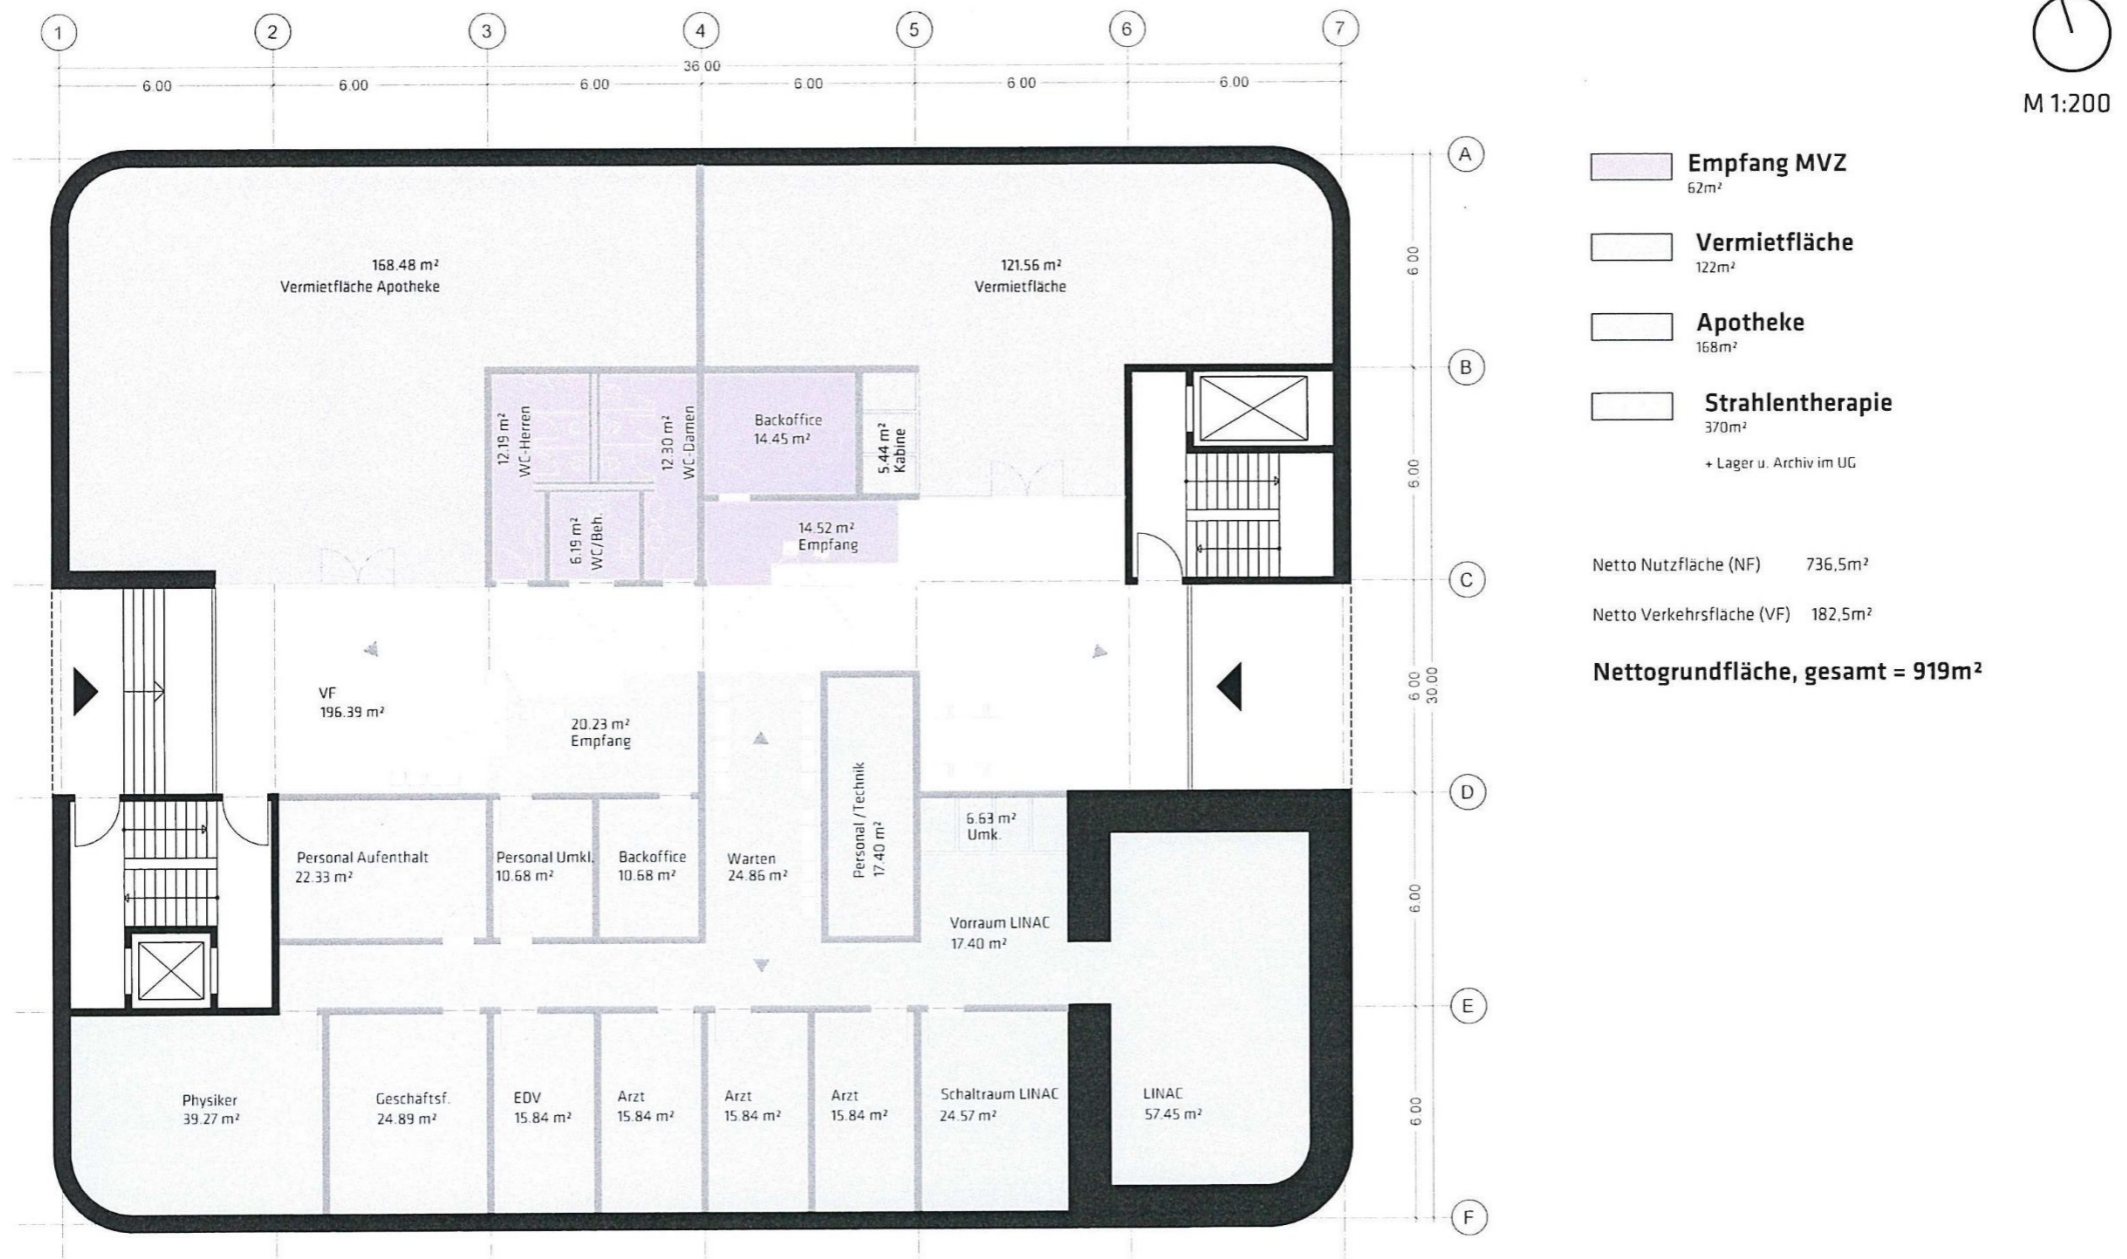 1 2 3 4 5 6 7
36.00
6.00 6.00 6.00 6.00 6.00 6.00
M 1:200
A
B
C
D
E
F
6.00
6.00
6.00
30.00
6.00
6.00
168.48 m²
Vermietfläche Apotheke
121.56 m²
Vermietfläche
12.19 m²
WC-Herren
12.30 m²
WC-Damen
6.19 m²
WC/Beh.
Backoffice
14.45 m²
5.44 m²
Kabine
14.52 m²
Empfang
VF
196.39 m²
20.23 m²
Empfang
Personal / Technik
17.40 m²
6.63 m²
Umk.
Personal Aufenthalt
22.33 m²
Personal Umkl.
10.68 m²
Backoffice
10.68 m²
Warten
24.86 m²
Vorraum LINAC
17.40 m²
Physiker
39.27 m²
Geschäftsf.
24.89 m²
EDV
15.84 m²
Arzt
15.84 m²
Arzt
15.84 m²
Arzt
15.84 m²
Schaltraum LINAC
24.57 m²
LINAC
57.45 m²
Empfang MVZ
62m²
Vermietfläche
122m²
Apotheke
168m²
Strahlentherapie
370m²
+ Lager u. Archiv im UG
Netto Nutzfläche (NF) 736,5m²
Netto Verkehrsfläche (VF) 182,5m²
Nettogrundfläche, gesamt = 919m²